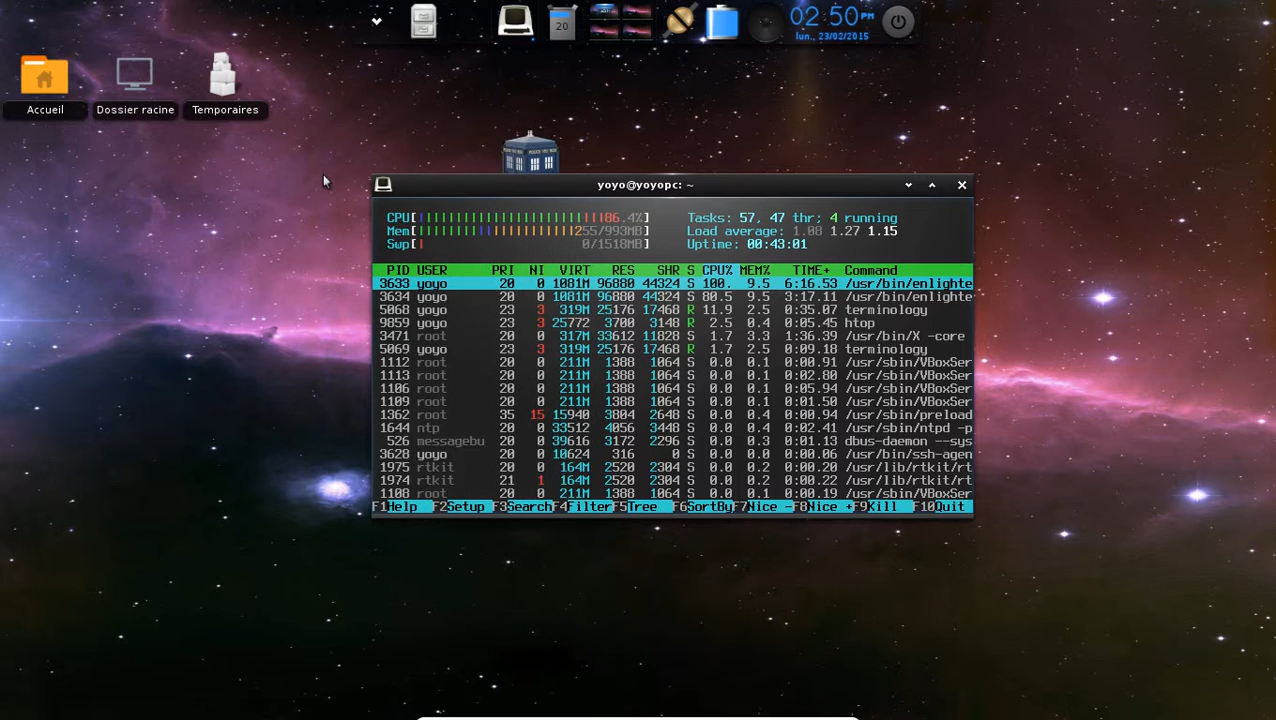 02:50PM
lun., 23/02/2015
20
Accueil
Dossier racine
Temporaires
yoyo@yoyopc: ~
CPU[||||||||||||||||||||||||||86.4%]
Mem[||||||||||||||||||||||255/993MB]
Swp[| 0/1518MB]
Tasks: 57, 47 thr; 4 running
Load average: 1.08 1.27 1.15
Uptime: 00:43:01
PID USER PRI NI VIRT RES SHR S CPU% MEM% TIME+ Command
3633 yoyo 20 0 1081M 96880 44324 S 100. 9.5 6:16.53 /usr/bin/enlighte
3634 yoyo 20 0 1081M 96880 44324 S 80.5 9.5 3:17.11 /usr/bin/enlighte
5068 yoyo 23 3 319M 25176 17468 R 11.9 2.5 0:35.07 terminology
9859 yoyo 23 3 25772 3700 3148 R 2.5 0.4 0:05.45 htop
3471 root 20 0 317M 33612 11828 S 1.7 3.3 1:36.39 /usr/bin/X -core
5069 yoyo 23 3 319M 25176 17468 R 1.7 2.5 0:09.18 terminology
1112 root 20 0 211M 1388 1064 S 0.0 0.1 0:00.91 /usr/sbin/VBoxSer
1113 root 20 0 211M 1388 1064 S 0.0 0.1 0:02.80 /usr/sbin/VBoxSer
1106 root 20 0 211M 1388 1064 S 0.0 0.1 0:05.94 /usr/sbin/VBoxSer
1109 root 20 0 211M 1388 1064 S 0.0 0.1 0:01.50 /usr/sbin/VBoxSer
1362 root 35 15 15940 3804 2648 S 0.0 0.4 0:00.94 /usr/sbin/preload
1644 ntp 20 0 33512 4056 3448 S 0.0 0.4 0:02.41 /usr/sbin/ntpd -p
526 messagebu 20 0 39616 3172 2296 S 0.0 0.3 0:01.13 dbus-daemon --sys
3628 yoyo 20 0 10624 316 0 S 0.0 0.0 0:00.06 /usr/bin/ssh-agen
1975 rtkit 20 0 164M 2520 2304 S 0.0 0.2 0:00.20 /usr/lib/rtkit/rt
1974 rtkit 21 1 164M 2520 2304 S 0.0 0.2 0:00.22 /usr/lib/rtkit/rt
1108 root 20 0 211M 1388 1064 S 0.0 0.1 0:00.19 /usr/sbin/VBoxSer
F1Help F2Setup F3SearchF4FilterF5Tree F6SortByF7Nice -F8Nice +F9Kill F10Quit